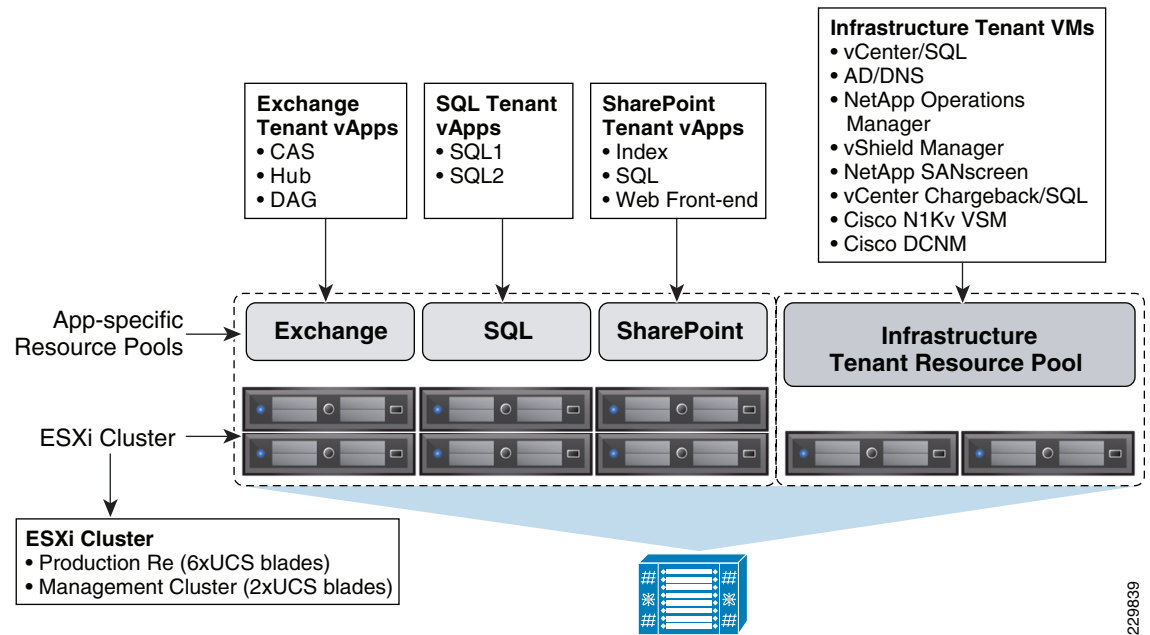 Infrastructure Tenant VMs
• vCenter/SQL
• AD/DNS
• NetApp Operations
Manager
• vShield Manager
• NetApp SANscreen
• vCenter Chargeback/SQL
• Cisco N1Kv VSM
• Cisco DCNM
Exchange
Tenant vApps
• CAS
• Hub
• DAG
SQL Tenant
vApps
• SQL1
• SQL2
SharePoint
Tenant vApps
• Index
• SQL
• Web Front-end
App-specific
Resource Pools
Exchange
SQL
SharePoint
Infrastructure
Tenant Resource Pool
ESXi Cluster
ESXi Cluster
• Production Re (6xUCS blades)
• Management Cluster (2xUCS blades)
229839